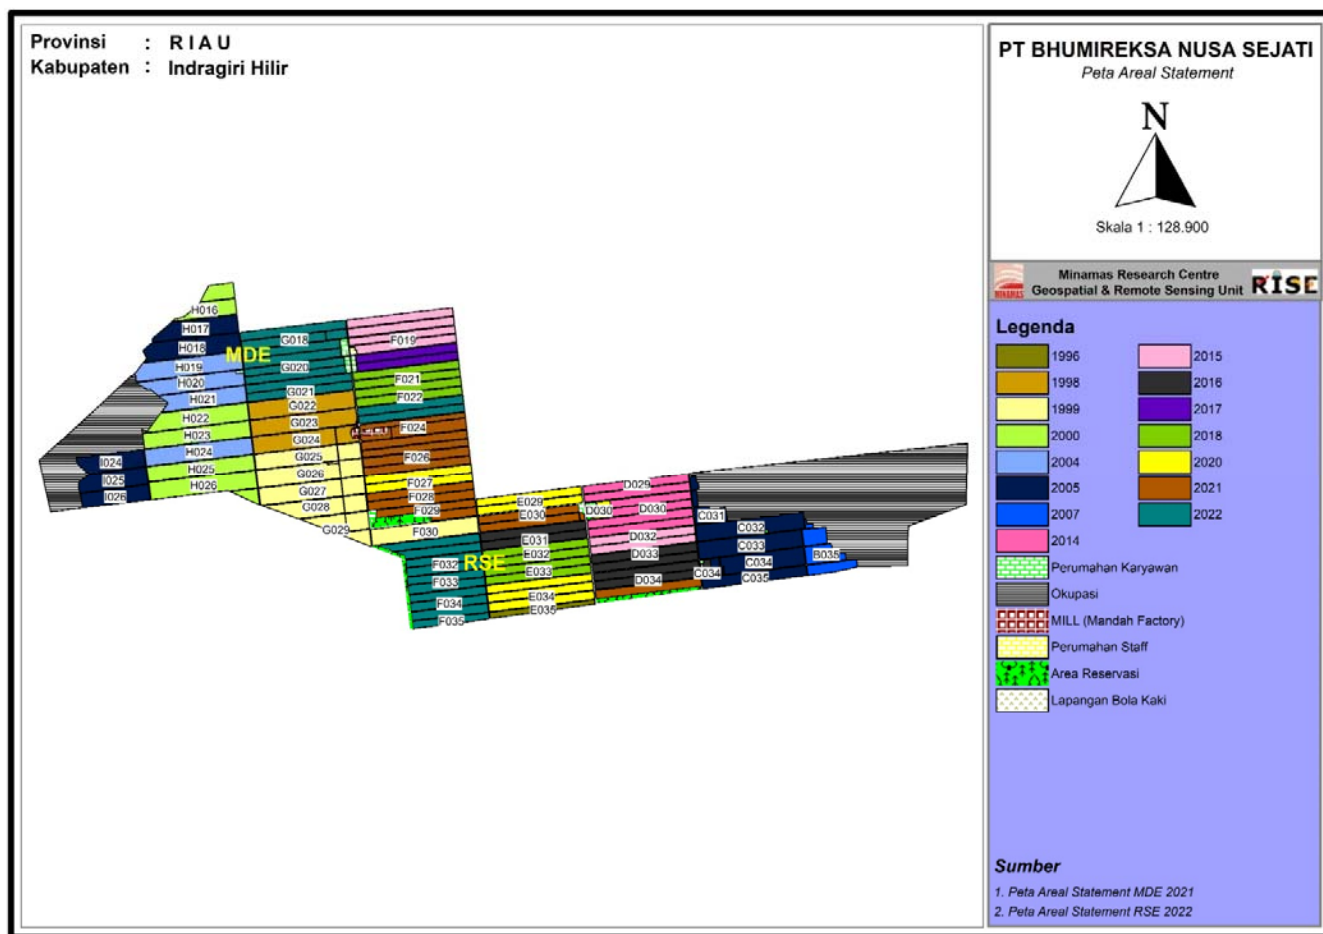 Provinsi : R I A U
Kabupaten : Indragiri Hilir
PT BHUMIREKSA NUSA SEJATI
Peta Areal Statement
N
Skala 1 : 128.900
MINAMAS
Minamas Research Centre
Geospatial & Remote Sensing Unit
RISE
Legenda
1996
1998
1999
2000
2004
2005
2007
2014
2015
2016
2017
2018
2020
2021
2022
Perumahan Karyawan
Okupasi
MILL (Mandah Factory)
Perumahan Staff
Area Reservasi
Lapangan Bola Kaki
Sumber
1. Peta Areal Statement MDE 2021
2. Peta Areal Statement RSE 2022
MDE
RSE
H016
H017
H018
H019
H020
H021
H022
H023
H024
H025
H026
I024
I025
I026
G018
G020
G021
G022
G023
G024
G025
G026
G027
G028
G029
F019
F021
F022
F024
F026
F027
F028
F029
F030
F032
F033
F034
F035
E029
E030
E031
E032
E033
E034
E035
D029
D030
D030
D032
D033
D034
C031
C032
C033
C034
C034
C035
B035